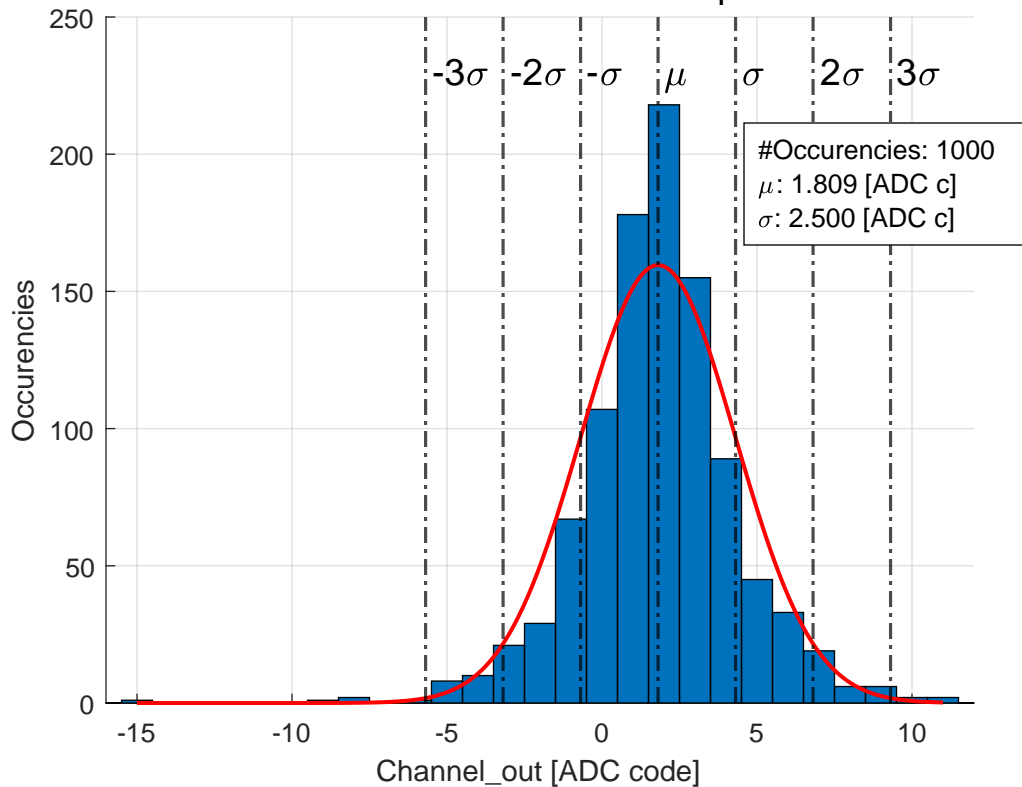 250
200
150
100
50
0
Occurencies
-3σ -2σ -σ μ σ 2σ 3σ
#Occurencies: 1000
μ: 1.809 [ADC c]
σ: 2.500 [ADC c]
-15 -10 -5 0 5 10
Channel_out [ADC code]